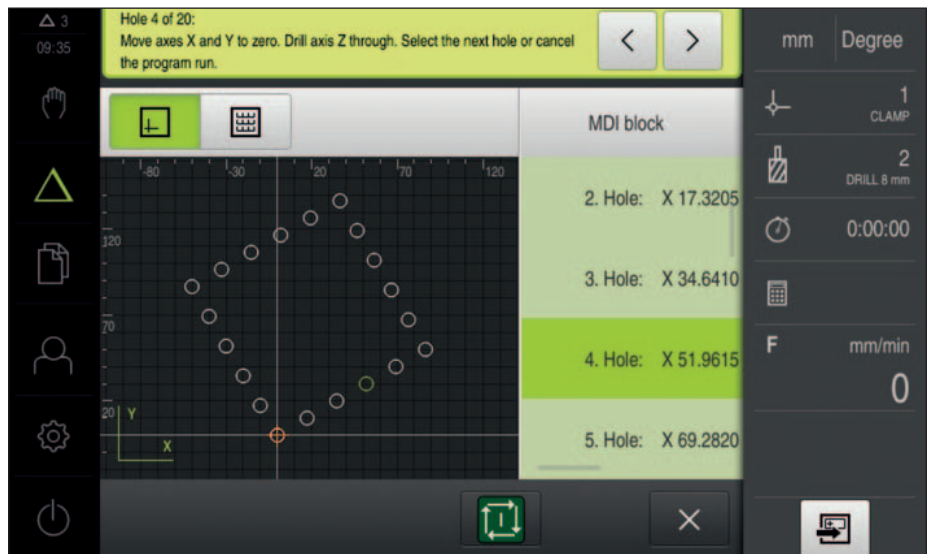 3
09:35
Hole 4 of 20:
Move axes X and Y to zero. Drill axis Z through. Select the next hole or cancel
the program run.
mm Degree
MDI block
1
CLAMP
2
DRILL 8 mm
0:00:00
F mm/min
0
-80 -30 20 70 120
120
70
20
Y
X
2. Hole: X 17.3205
3. Hole: X 34.6410
4. Hole: X 51.9615
5. Hole: X 69.2820